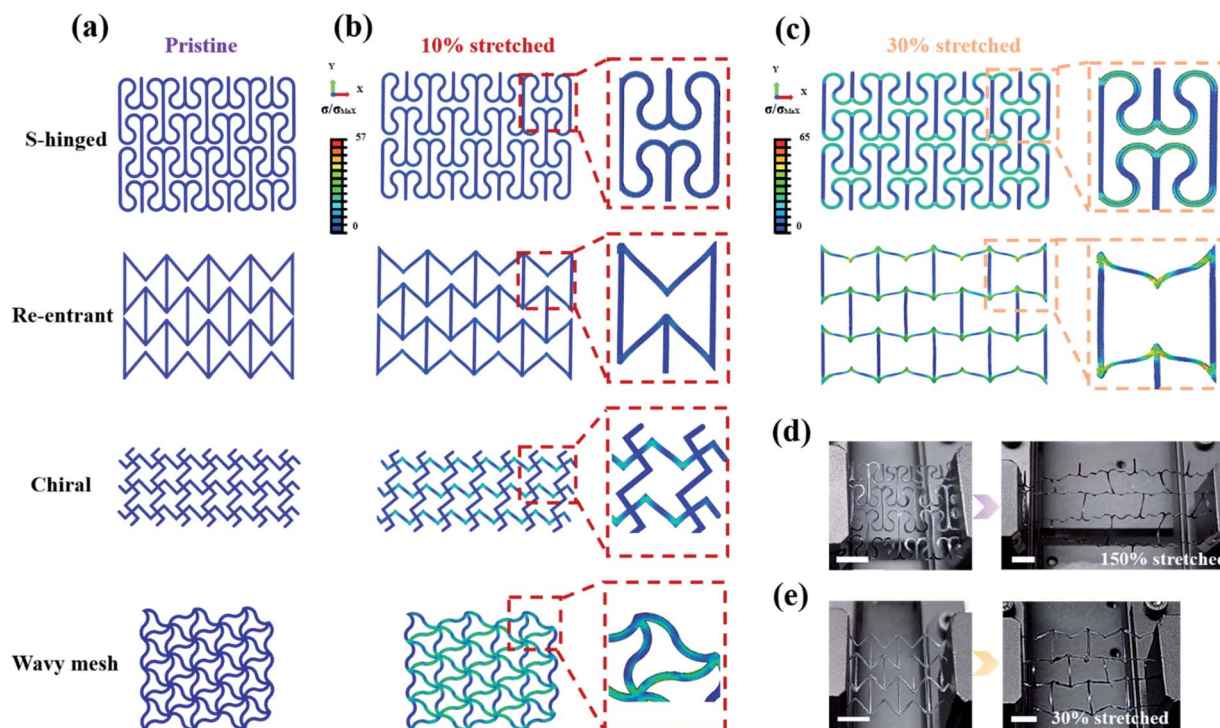 (a)
Pristine
(b)
10% stretched
(c)
30% stretched
Y
X
σ/σMaX
57
0
Y
X
σ/σMaX
65
0
S-hinged
Re-entrant
Chiral
(d)
150% stretched
(e)
Wavy mesh
30% stretched